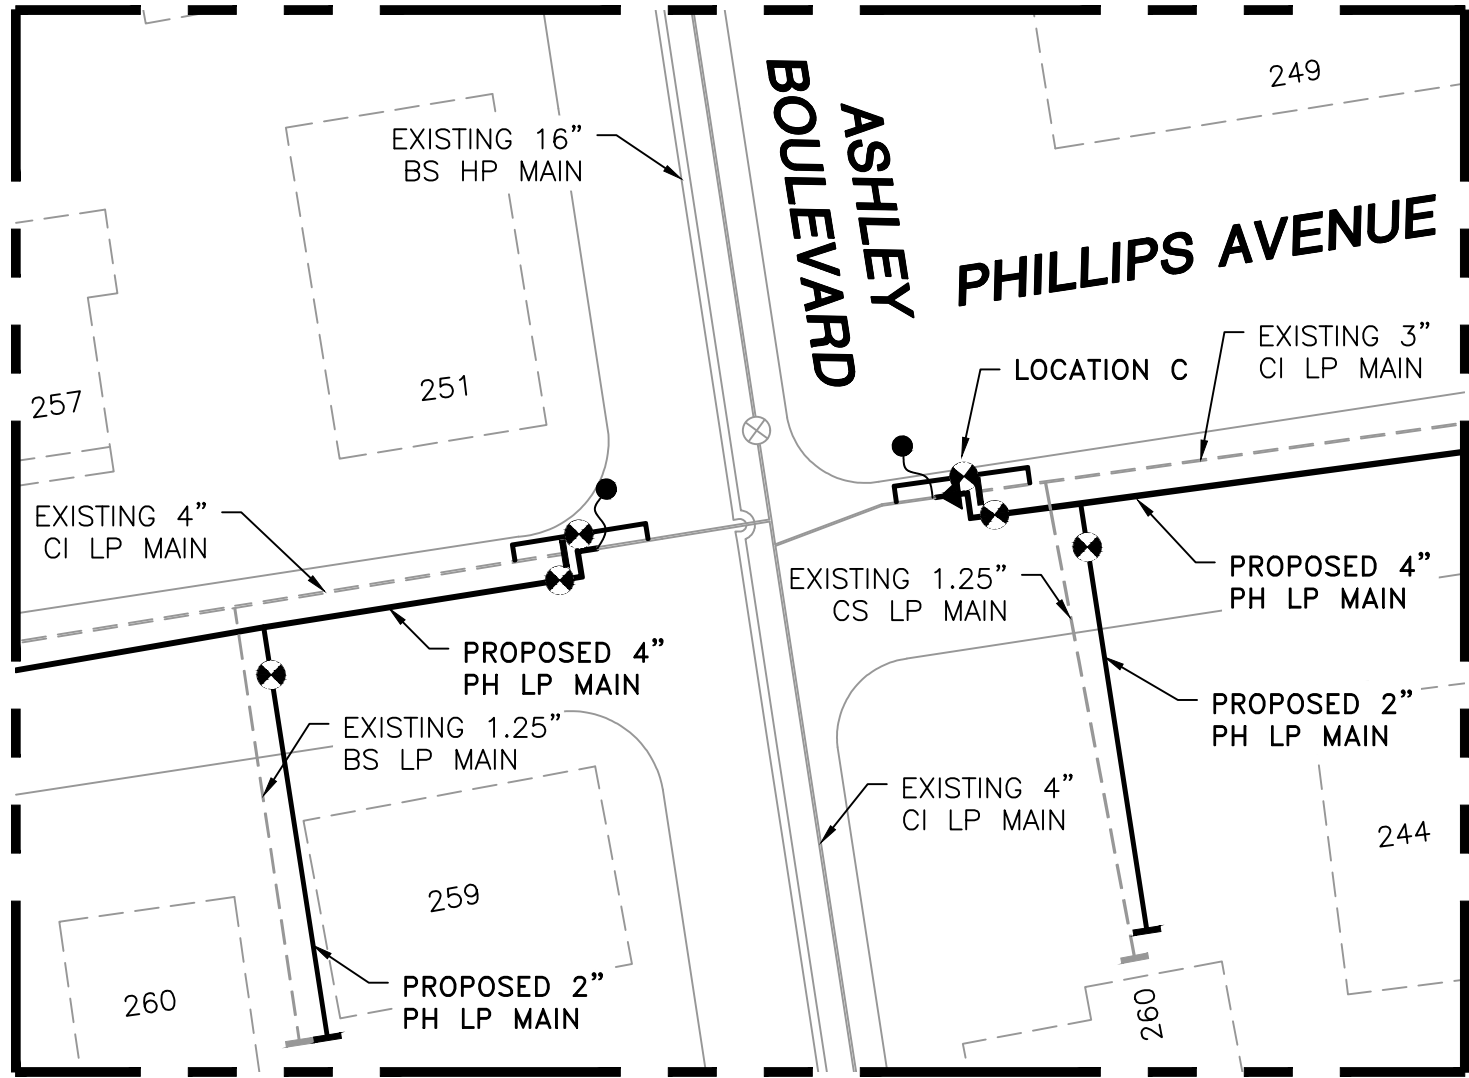 249
EXISTING 16”
BS HP MAIN
ASHLEY
BOULEVARD
PHILLIPS AVENUE
257
251
LOCATION C
EXISTING 3”
CI LP MAIN
EXISTING 4”
CI LP MAIN
EXISTING 1.25”
CS LP MAIN
PROPOSED 4”
PH LP MAIN
PROPOSED 4”
PH LP MAIN
PROPOSED 2”
PH LP MAIN
EXISTING 1.25”
BS LP MAIN
EXISTING 4”
CI LP MAIN
244
259
260
PROPOSED 2”
PH LP MAIN
260